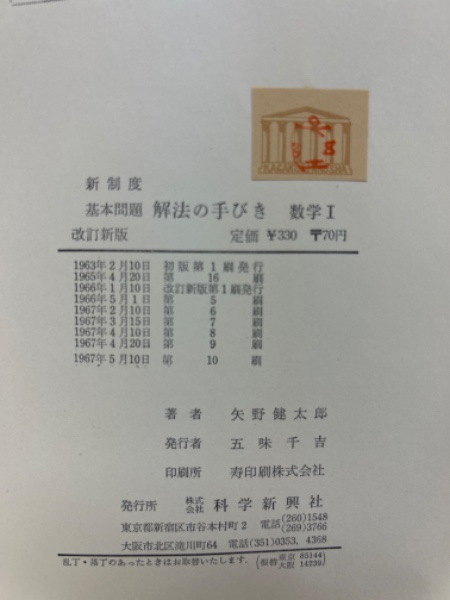 新制度
基本問題 解法の手びき 数学I
改訂新版 定価 ¥330 〒70円
1963年2月10日 初版第1刷発行
1965年4月20日 第16刷
1966年1月10日 改訂新版第1刷発行
1966年5月1日 第5刷
1967年2月10日 第6刷
1967年3月15日 第7刷
1967年4月10日 第8刷
1967年4月20日 第9刷
1967年5月10日 第10刷
著者 矢野健太郎
発行者 五味千吉
印刷所 寿印刷株式会社
発行所 株式会社 科学新興社
東京都新宿区市谷本村町2 電話 (260)1548 (269)3766
大阪市北区滝川町64 電話(351)0353, 4368
乱丁・落丁のあったときはお取替いたします. (振替 東京 85144 大阪 14239)